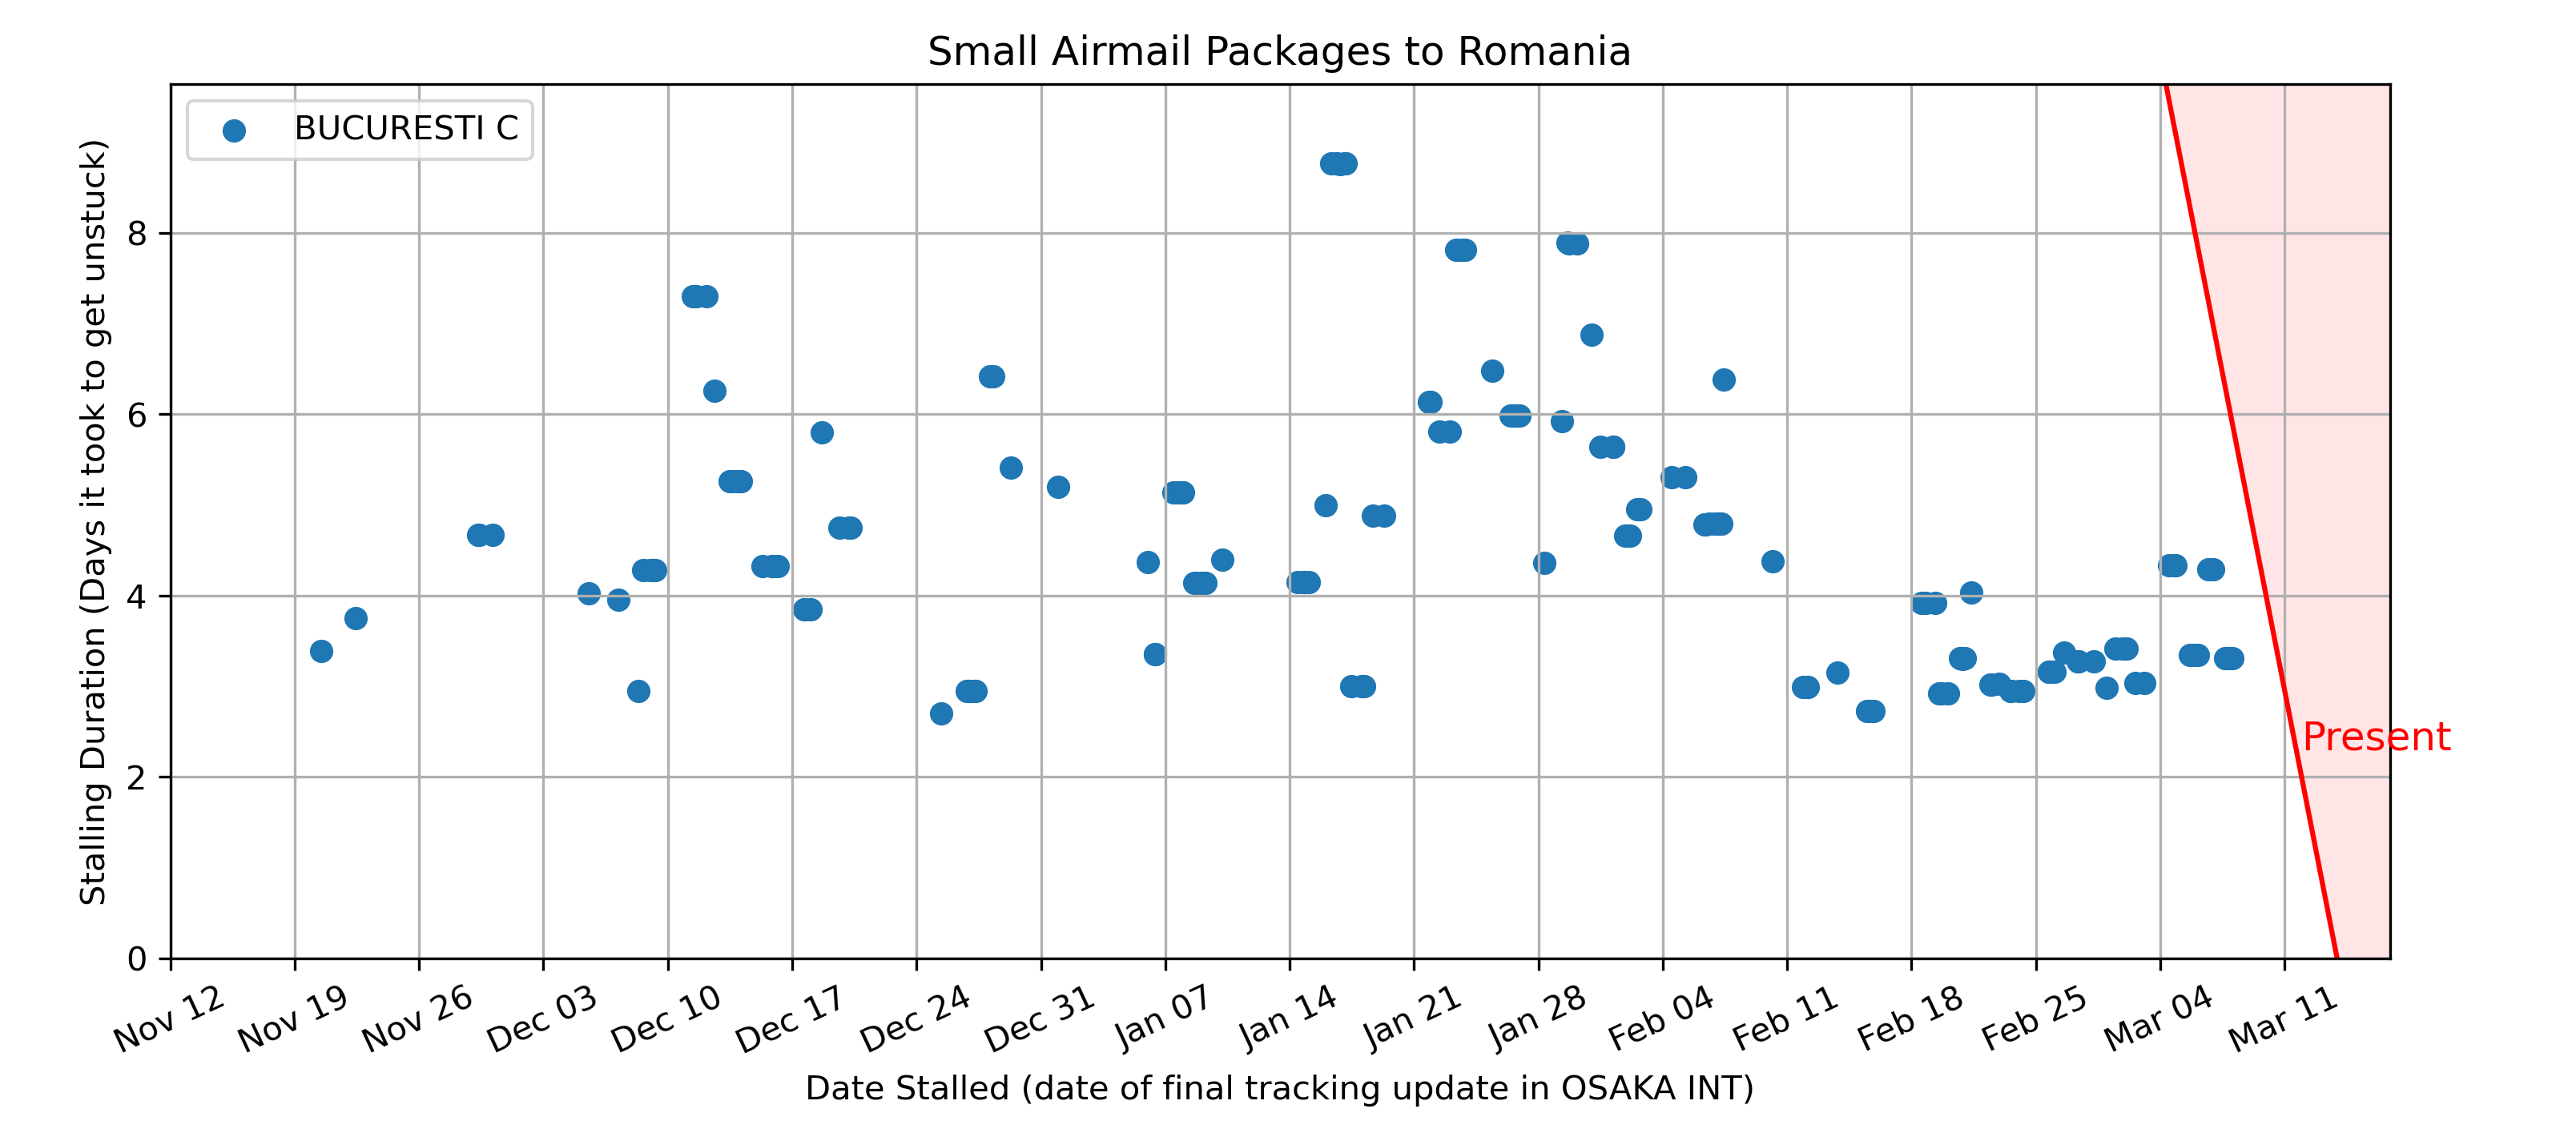 Small Airmail Packages to Romania
BUCURESTI C
Stalling Duration (Days it took to get unstuck)
8
6
4
2
0
Present
Nov 12
Nov 19
Nov 26
Dec 03
Dec 10
Dec 17
Dec 24
Dec 31
Jan 07
Jan 14
Jan 21
Jan 28
Feb 04
Feb 11
Feb 18
Feb 25
Mar 04
Mar 11
Date Stalled (date of final tracking update in OSAKA INT)